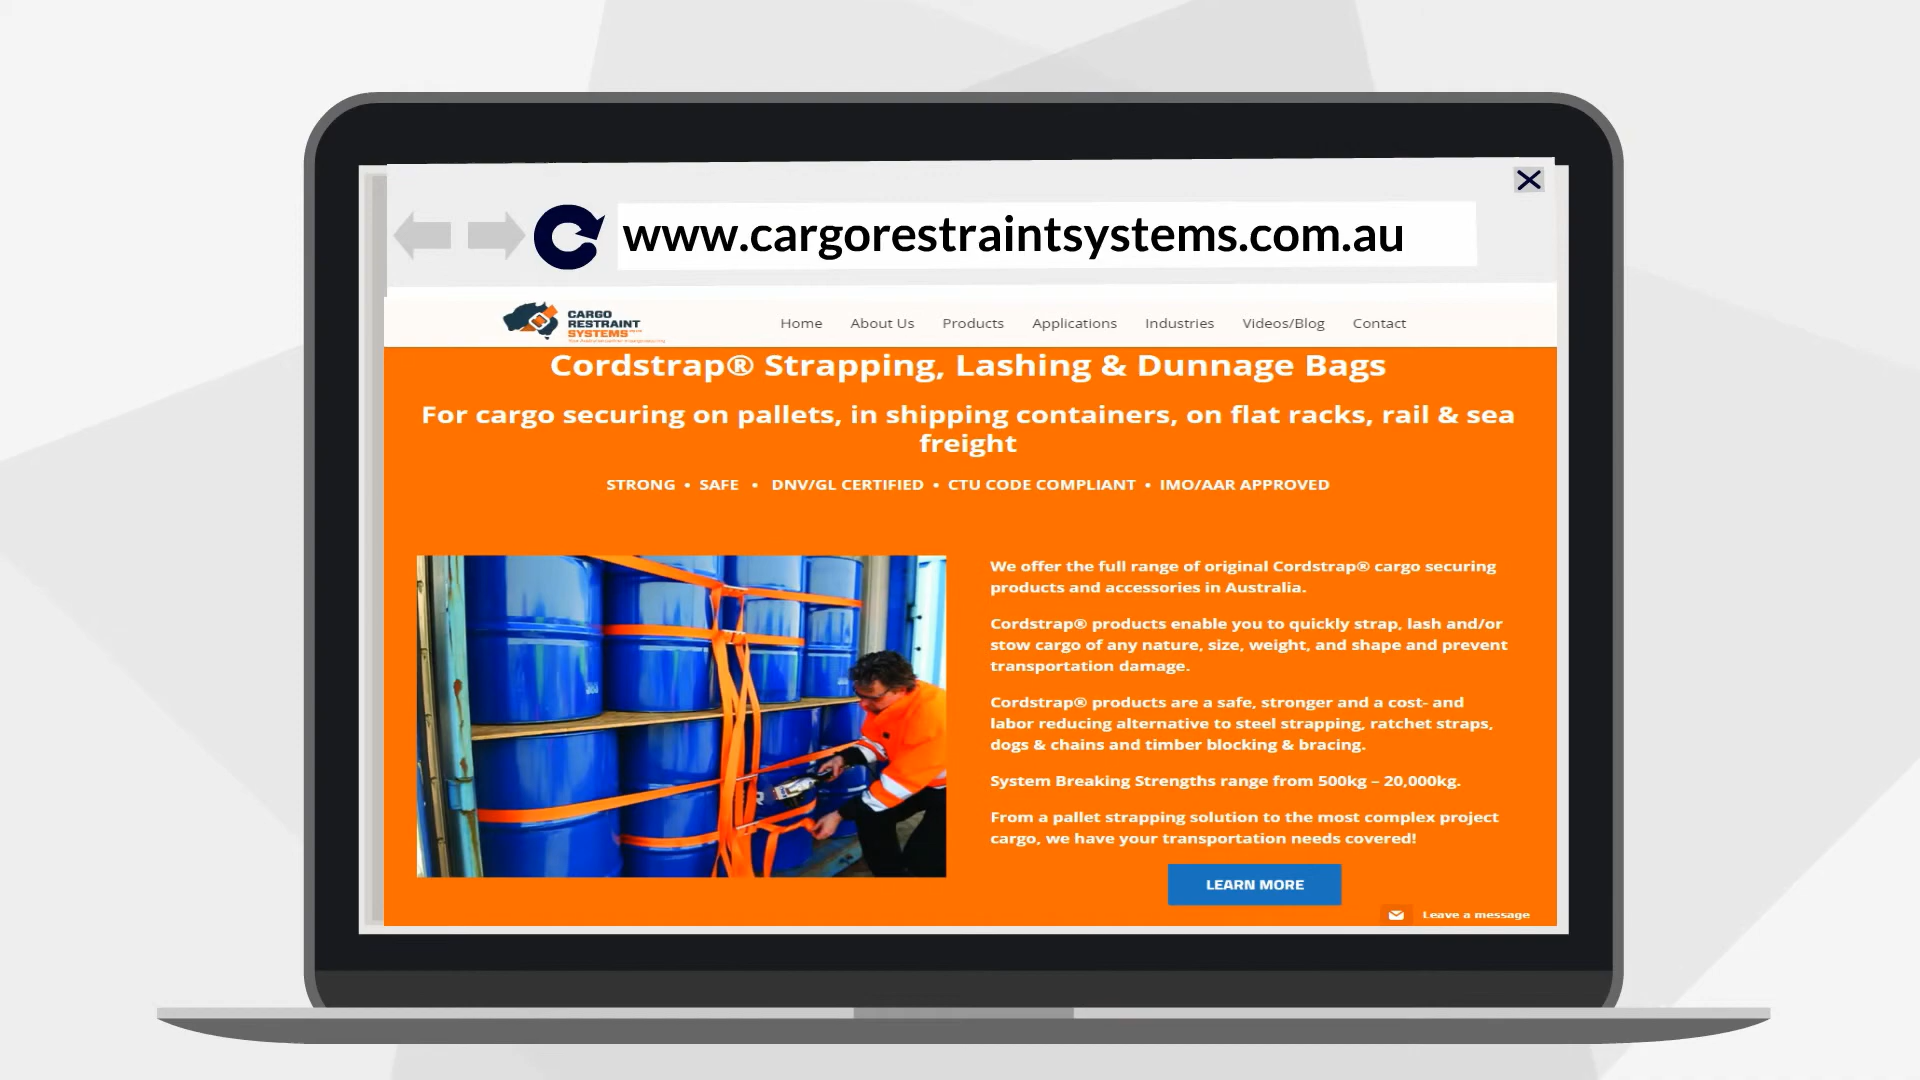 www.cargorestraintsystems.com.au
CARGO
RESTRAINT
SYSTEMS
Home About Us Products Applications Industries Videos/Blog Contact
Cordstrap® Strapping, Lashing & Dunnage Bags
For cargo securing on pallets, in shipping containers, on flat racks, rail & sea
freight
STRONG • SAFE • DNV/GL CERTIFIED • CTU CODE COMPLIANT • IMO/AAR APPROVED
We offer the full range of original Cordstrap® cargo securing
products and accessories in Australia.
Cordstrap® products enable you to quickly strap, lash and/or
stow cargo of any nature, size, weight, and shape and prevent
transportation damage.
Cordstrap® products are a safe, stronger and a cost- and
labor reducing alternative to steel strapping, ratchet straps,
dogs & chains and timber blocking & bracing.
System Breaking Strengths range from 500kg – 20,000kg.
From a pallet strapping solution to the most complex project
cargo, we have your transportation needs covered!
LEARN MORE
Leave a message